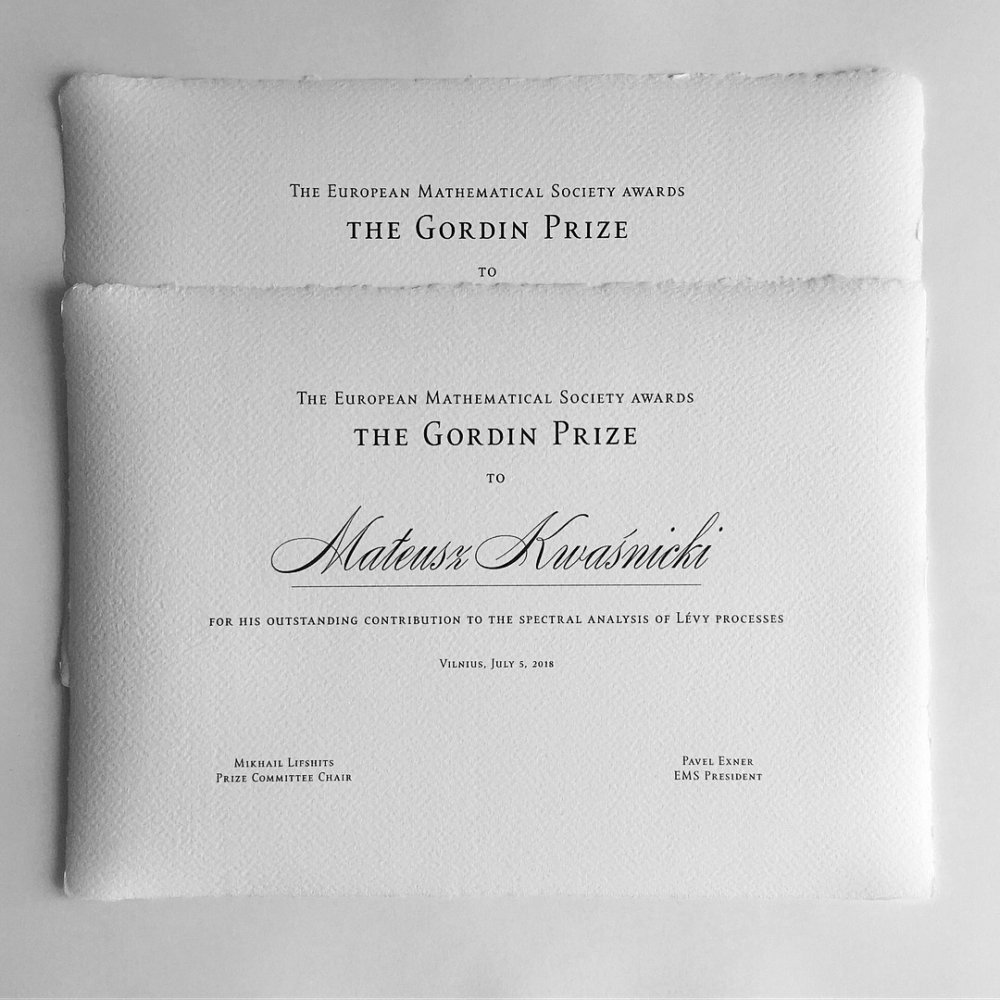 The European Mathematical Society awards
the Gordin Prize
to
The European Mathematical Society awards
the Gordin Prize
to
Mateusz Kwaśnicki
for his outstanding contribution to the spectral analysis of Lévy processes
Vilnius, July 5, 2018
Mikhail Lifshits
Prize Committee Chair
Pavel Exner
EMS President